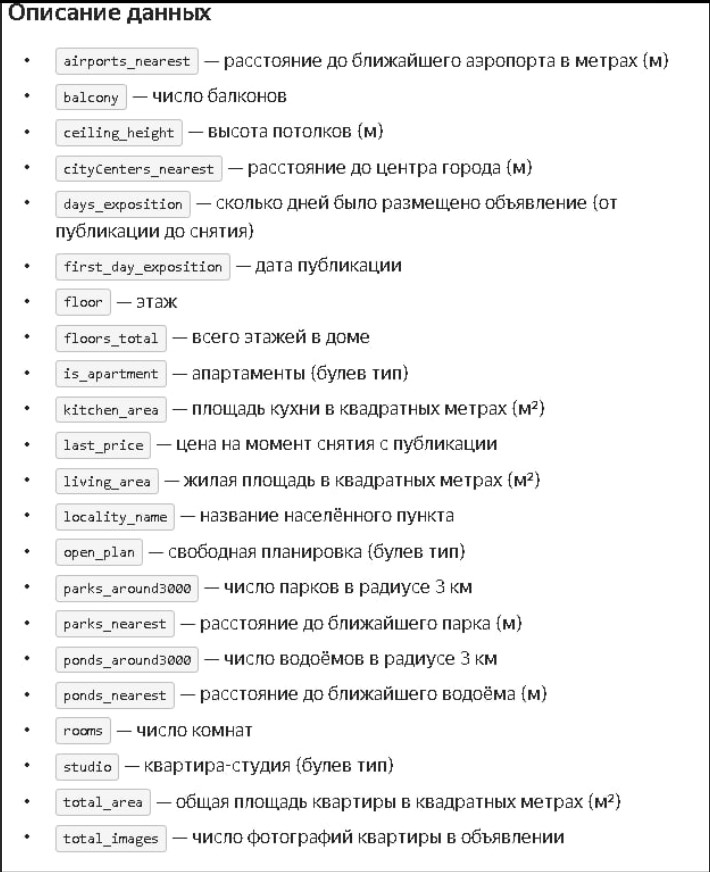 Описание данных
• airports_nearest — расстояние до ближайшего аэропорта в метрах (м)
• balcony — число балконов
• ceiling_height — высота потолков (м)
• cityCenters_nearest — расстояние до центра города (м)
• days_exposition — сколько дней было размещено объявление (от
публикации до снятия)
• first_day_exposition — дата публикации
• floor — этаж
• floors_total — всего этажей в доме
• is_apartment — апартаменты (булев тип)
• kitchen_area — площадь кухни в квадратных метрах (м²)
• last_price — цена на момент снятия с публикации
• living_area — жилая площадь в квадратных метрах (м²)
• locality_name — название населённого пункта
• open_plan — свободная планировка (булев тип)
• parks_around3000 — число парков в радиусе 3 км
• parks_nearest — расстояние до ближайшего парка (м)
• ponds_around3000 — число водоёмов в радиусе 3 км
• ponds_nearest — расстояние до ближайшего водоёма (м)
• rooms — число комнат
• studio — квартира-студия (булев тип)
• total_area — общая площадь квартиры в квадратных метрах (м²)
• total_images — число фотографий квартиры в объявлении